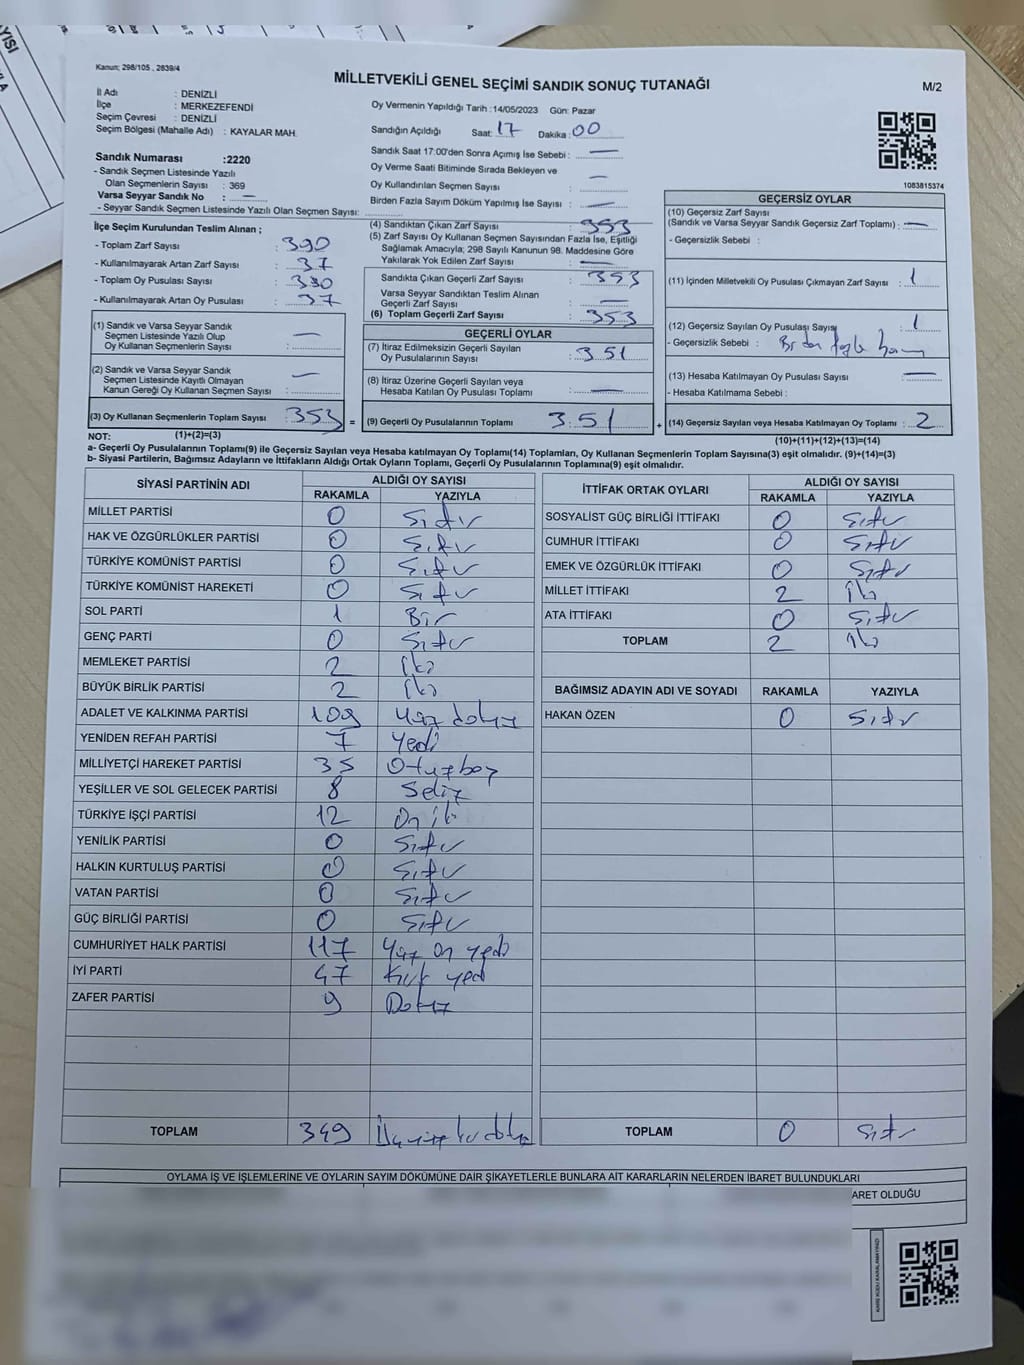 Kanun; 298/105 , 2839/4
MİLLETVEKİLİ GENEL SEÇİMİ SANDIK SONUÇ TUTANAĞI
M/2
İl Adı : DENİZLİ
İlçe : MERKEZEFENDİ
Seçim Çevresi : DENİZLİ
Seçim Bölgesi (Mahalle Adı) : KAYALAR MAH.
Oy Vermenin Yapıldığı Tarih :14/05/2023 Gün: Pazar
Sandığın Açıldığı Saat: 17 Dakika : 00
Sandık Saat 17:00'den Sonra Açımış İse Sebebi : —
Oy Verme Saati Bitiminde Sırada Bekleyen ve
Oy Kullandırılan Seçmen Sayısı : —
Birden Fazla Sayım Döküm Yapılmış İse Sayısı : —
1083815374
Sandık Numarası :2220
- Sandık Seçmen Listesinde Yazılı
Olan Seçmenlerin Sayısı : 369
Varsa Seyyar Sandık No : —
- Seyyar Sandık Seçmen Listesinde Yazılı Olan Seçmen Sayısı:
İlçe Seçim Kurulundan Teslim Alınan ;
- Toplam Zarf Sayısı : 390
- Kullanılmayarak Artan Zarf Sayısı : 37
- Toplam Oy Pusulası Sayısı : 390
- Kullanılmayarak Artan Oy Pusulası : 37
(1) Sandık ve Varsa Seyyar Sandık
Seçmen Listesinde Yazılı Olup
Oy Kullanan Seçmenlerin Sayısı : —
(2) Sandık ve Varsa Seyyar Sandık
Seçmen Listesinde Kayıtlı Olmayan
Kanun Gereği Oy Kullanan Seçmen Sayısı : —
(3) Oy Kullanan Seçmenlerin Toplam Sayısı : 353
(4) Sandıktan Çıkan Zarf Sayısı : 353
(5) Zarf Sayısı Oy Kullanan Seçmen Sayısından Fazla İse, Eşitliği
Sağlamak Amacıyla; 298 Sayılı Kanunun 98. Maddesine Göre
Yakılarak Yok Edilen Zarf Sayısı : —
Sandıkta Çıkan Geçerli Zarf Sayısı : 353
Varsa Seyyar Sandıktan Teslim Alınan
Geçerli Zarf Sayısı : —
(6) Toplam Geçerli Zarf Sayısı : 353
GEÇERLİ OYLAR
(7) İtiraz Edilmeksizin Geçerli Sayılan
Oy Pusulalarının Sayısı : 351
(8) İtiraz Üzerine Geçerli Sayılan veya
Hesaba Katılan Oy Pusulası Toplamı : —
= (9) Geçerli Oy Pusulalarının Toplamı 351
GEÇERSİZ OYLAR
(10) Geçersiz Zarf Sayısı
(Sandık ve Varsa Seyyar Sandık Geçersiz Zarf Toplamı) : —
- Geçersizlik Sebebi :
(11) İçinden Milletvekili Oy Pusulası Çıkmayan Zarf Sayısı : 1
(12) Geçersiz Sayılan Oy Pusulası Sayısı : 1
- Geçersizlik Sebebi : Birden fazla
(13) Hesaba Katılmayan Oy Pusulası Sayısı : —
- Hesaba Katılmama Sebebi :
+ (14) Geçersiz Sayılan veya Hesaba Katılmayan Oy Toplamı : 2
NOT: (1)+(2)=(3)
(10)+(11)+(12)+(13)=(14)
a- Geçerli Oy Pusulalarının Toplamı(9) ile Geçersiz Sayılan veya Hesaba katılmayan Oy Toplamı(14) Toplamları, Oy Kullanan Seçmenlerin Toplam Sayısına(3) eşit olmalıdır. (9)+(14)=(3)
b- Siyasi Partilerin, Bağımsız Adayların ve İttifakların Aldığı Ortak Oyların Toplamı, Geçerli Oy Pusulalarının Toplamına(9) eşit olmalıdır.
SİYASİ PARTİNİN ADI ALDIĞI OY SAYISI
RAKAMLA YAZIYLA
MİLLET PARTİSİ 0 Sıfır
HAK VE ÖZGÜRLÜKLER PARTİSİ 0 Sıfır
TÜRKİYE KOMÜNİST PARTİSİ 0 Sıfır
TÜRKİYE KOMÜNİST HAREKETİ 0 Sıfır
SOL PARTİ 1 Bir
GENÇ PARTİ 0 Sıfır
MEMLEKET PARTİSİ 2 İki
BÜYÜK BİRLİK PARTİSİ 2 İki
ADALET VE KALKINMA PARTİSİ 109 Yüz dokuz
YENİDEN REFAH PARTİSİ 7 Yedi
MİLLİYETÇİ HAREKET PARTİSİ 35 Otuzbeş
YEŞİLLER VE SOL GELECEK PARTİSİ 8 Sekiz
TÜRKİYE İŞÇİ PARTİSİ 12 On iki
YENİLİK PARTİSİ 0 Sıfır
HALKIN KURTULUŞ PARTİSİ 0 Sıfır
VATAN PARTİSİ 0 Sıfır
GÜÇ BİRLİĞİ PARTİSİ 0 Sıfır
CUMHURİYET HALK PARTİSİ 117 Yüz on yedi
İYİ PARTİ 47 Kırk yedi
ZAFER PARTİSİ 9 Dokuz
TOPLAM 349
İTTİFAK ORTAK OYLARI ALDIĞI OY SAYISI
RAKAMLA YAZIYLA
SOSYALİST GÜÇ BİRLİĞİ İTTİFAKI 0 Sıfır
CUMHUR İTTİFAKI 0 Sıfır
EMEK VE ÖZGÜRLÜK İTTİFAKI 0 Sıfır
MİLLET İTTİFAKI 2 İki
ATA İTTİFAKI 0 Sıfır
TOPLAM 2 İki
BAĞIMSIZ ADAYIN ADI VE SOYADI RAKAMLA YAZIYLA
HAKAN ÖZEN 0 Sıfır
TOPLAM 0 Sıfır
OYLAMA İŞ VE İŞLEMLERİNE VE OYLARIN SAYIM DÖKÜMÜNE DAİR ŞİKAYETLERLE BUNLARA AİT KARARLARIN NELERDEN İBARET BULUNDUKLARI
ARET OLDUĞU
KARE KODU KARALAMAYINIZ!